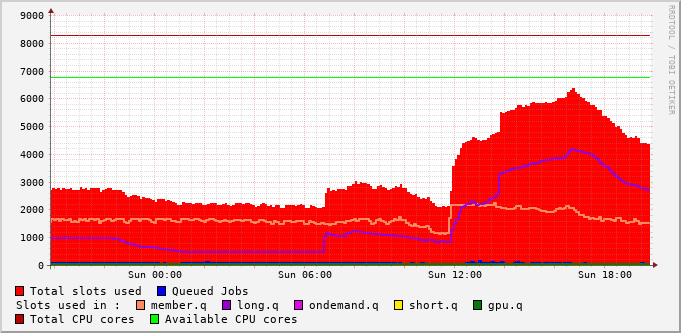 9000
8000
7000
6000
5000
4000
3000
2000
1000
0
Sun 00:00 Sun 06:00 Sun 12:00 Sun 18:00
RRDTOOL / TOBI OETIKER
Total slots used Queued Jobs
Slots used in : member.q long.q ondemand.q short.q gpu.q
Total CPU cores Available CPU cores